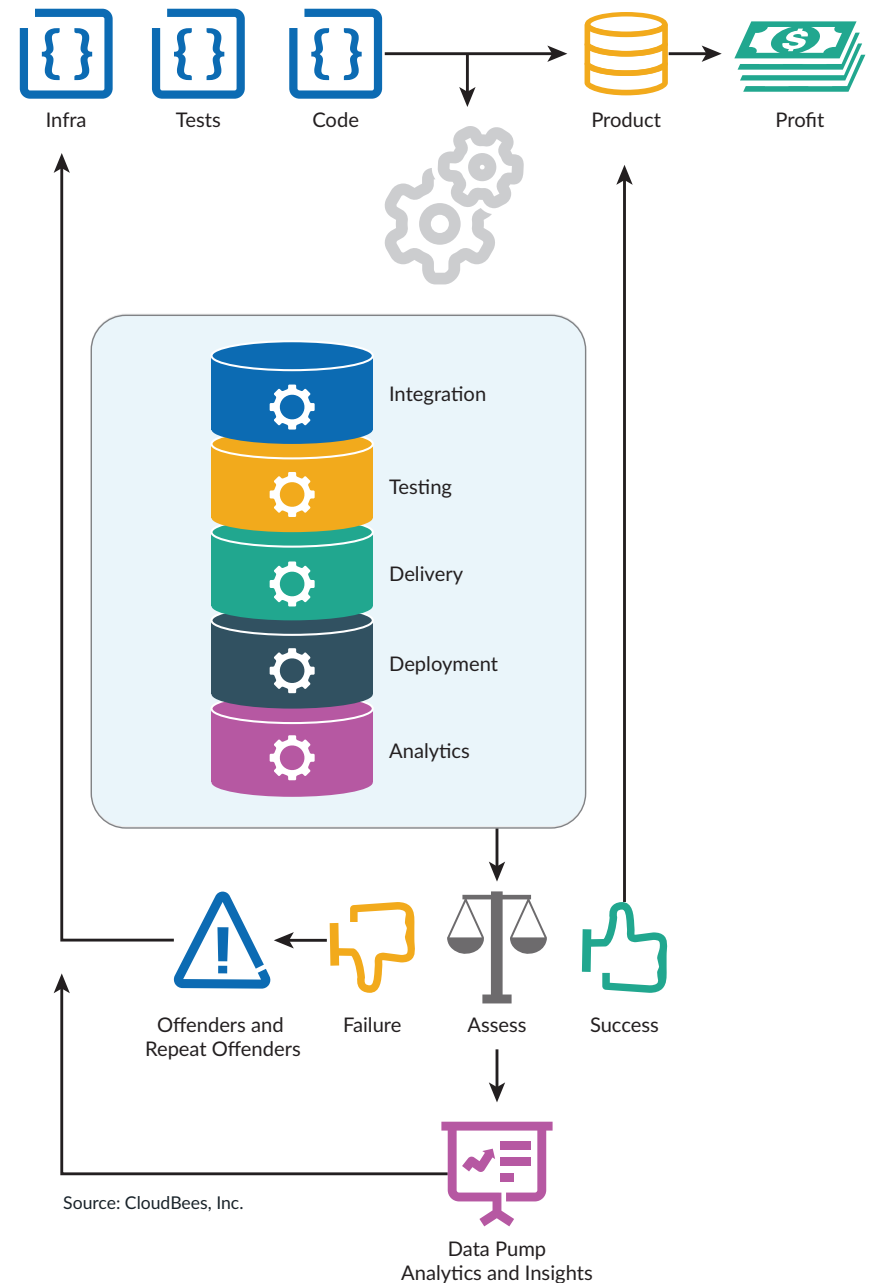 Infra
Tests
Code
Product
Profit
Integration
Testing
Delivery
Deployment
Analytics
Offenders and
Repeat Offenders
Failure
Assess
Success
Source: CloudBees, Inc.
Data Pump
Analytics and Insights